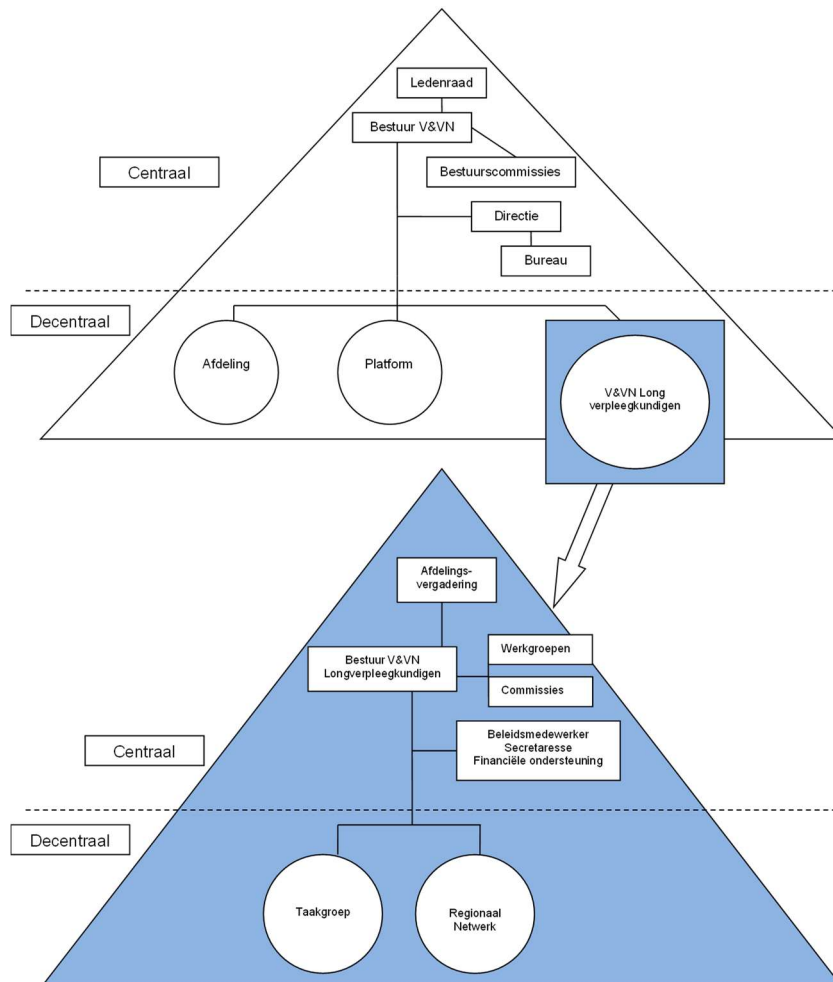 Ledenraad
Bestuur V&VN
Centraal
Bestuurscommissies
Directie
Bureau
Decentraal
Afdeling
Platform
V&VN Long
verpleegkundigen
Afdelings-
vergadering
Werkgroepen
Bestuur V&VN
Longverpleegkundigen
Commissies
Centraal
Beleidsmedewerker
Secretaresse
Financiële ondersteuning
Decentraal
Taakgroep
Regionaal
Netwerk